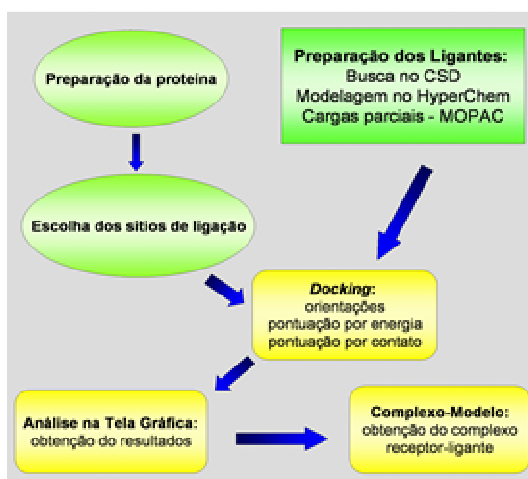 Preparação da proteína
Preparação dos Ligantes:
Busca no CSD
Modelagem no HyperChem
Cargas parciais - MOPAC
Escolha dos sítios de ligação
Docking:
orientações
pontuação por energia
pontuação por contato
Análise na Tela Gráfica:
obtenção do resultados
Complexo-Modelo:
obtenção do complexo
receptor-ligante